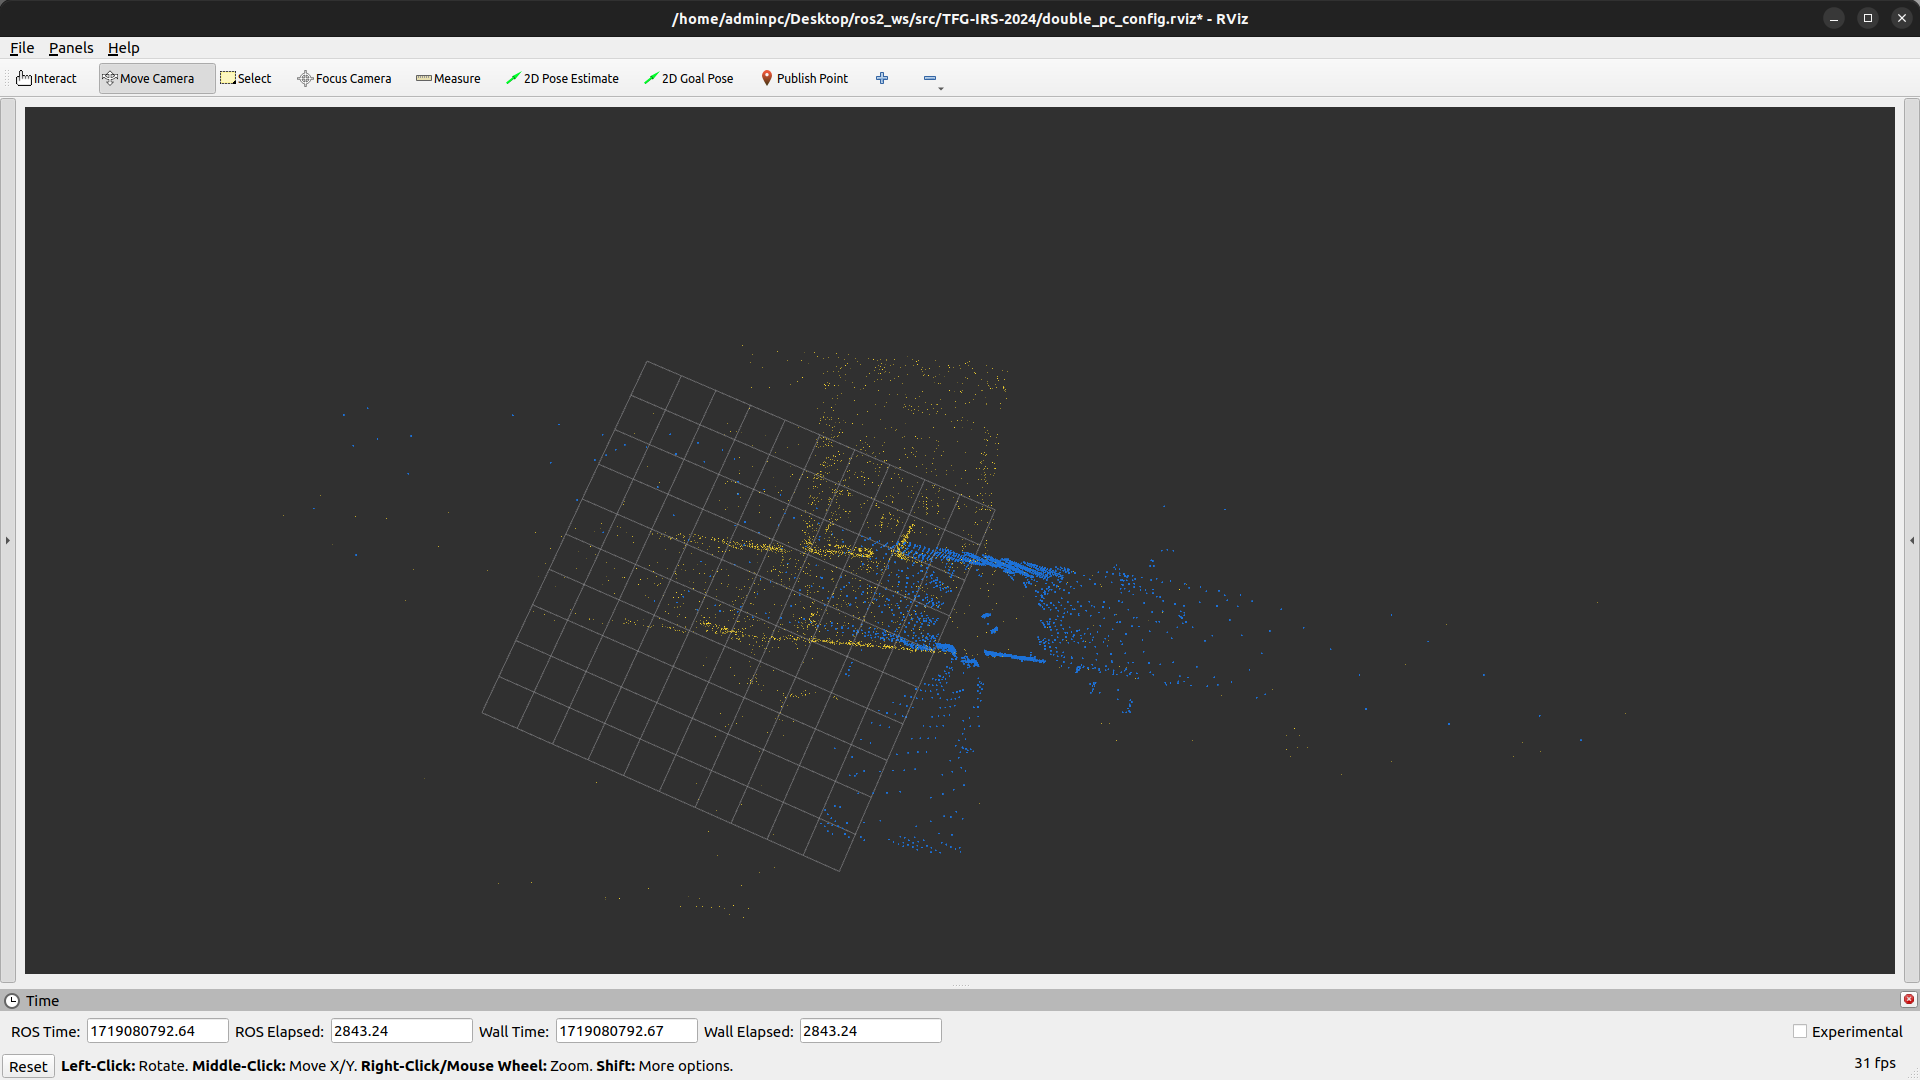 /home/adminpc/Desktop/ros2_ws/src/TFG-IRS-2024/double_pc_config.rviz* - RViz
File Panels Help
Interact Move Camera Select Focus Camera Measure 2D Pose Estimate 2D Goal Pose Publish Point
Time
ROS Time: 1719080792.64 ROS Elapsed: 2843.24 Wall Time: 1719080792.67 Wall Elapsed: 2843.24 Experimental
Reset Left-Click: Rotate. Middle-Click: Move X/Y. Right-Click/Mouse Wheel: Zoom. Shift: More options. 31 fps